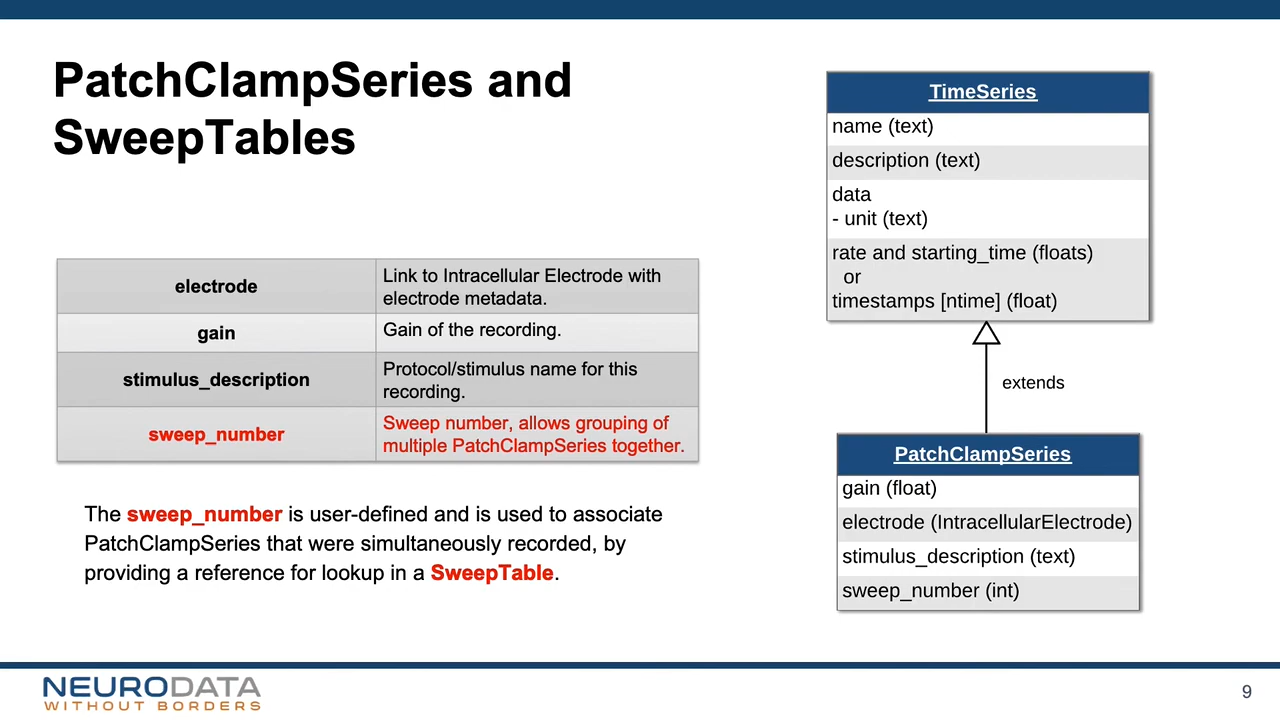 PatchClampSeries and
SweepTables
electrode
Link to Intracellular Electrode with
electrode metadata.
gain
Gain of the recording.
stimulus_description
Protocol/stimulus name for this
recording.
sweep_number
Sweep number, allows grouping of
multiple PatchClampSeries together.
The sweep_number is user-defined and is used to associate
PatchClampSeries that were simultaneously recorded, by
providing a reference for lookup in a SweepTable.
TimeSeries
name (text)
description (text)
data
- unit (text)
rate and starting_time (floats)
or
timestamps [ntime] (float)
extends
PatchClampSeries
gain (float)
electrode (IntracellularElectrode)
stimulus_description (text)
sweep_number (int)
NEURODATA
WITHOUT BORDERS
9